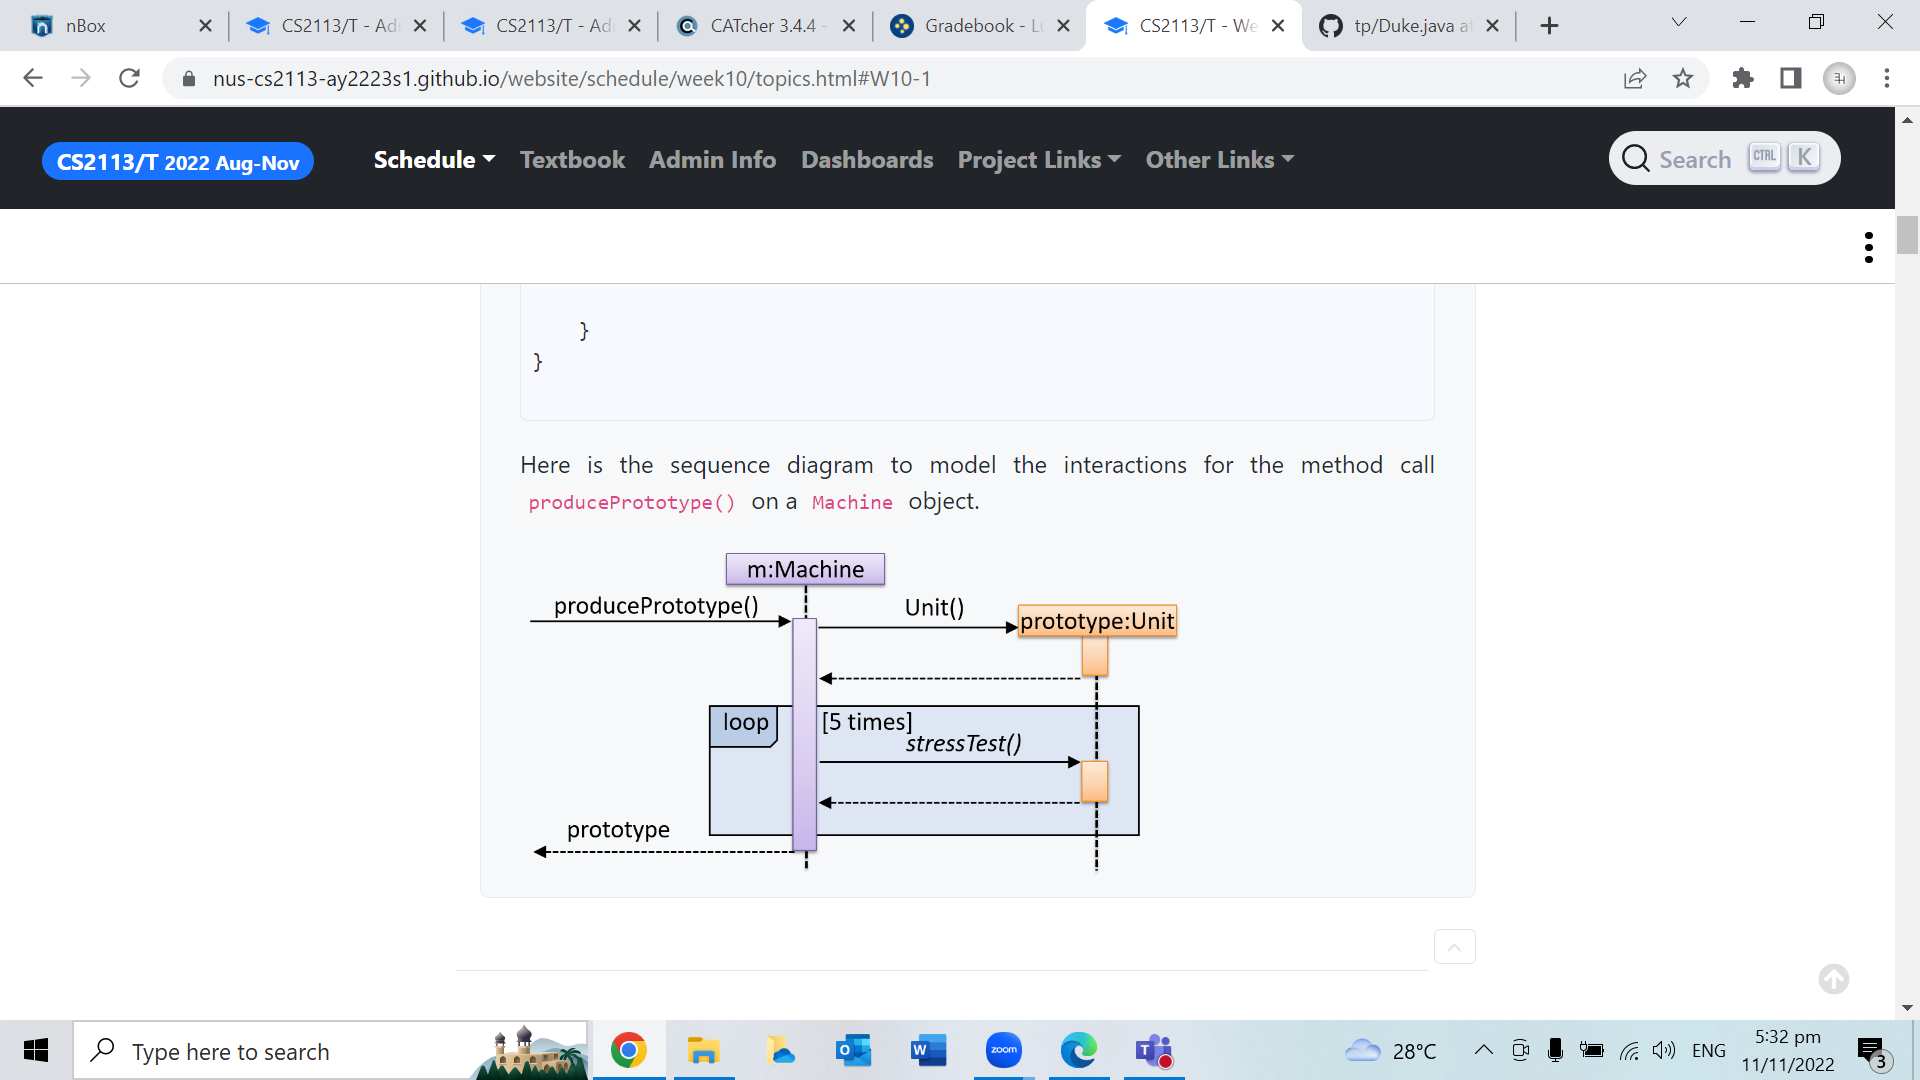 nBox
CS2113/T - Ad
CS2113/T - Ad
CATcher 3.4.4 -
Gradebook - Lu
CS2113/T - We
tp/Duke.java at
nus-cs2113-ay2223s1.github.io/website/schedule/week10/topics.html#W10-1
CS2113/T 2022 Aug-Nov
Schedule
Textbook
Admin Info
Dashboards
Project Links
Other Links
Search
CTRL
K
}
}
Here is the sequence diagram to model the interactions for the method call
producePrototype() on a Machine object.
m:Machine
producePrototype()
Unit()
prototype:Unit
loop
[5 times]
stressTest()
prototype
Type here to search
zoom
28°C
ENG
5:32 pm
11/11/2022
3